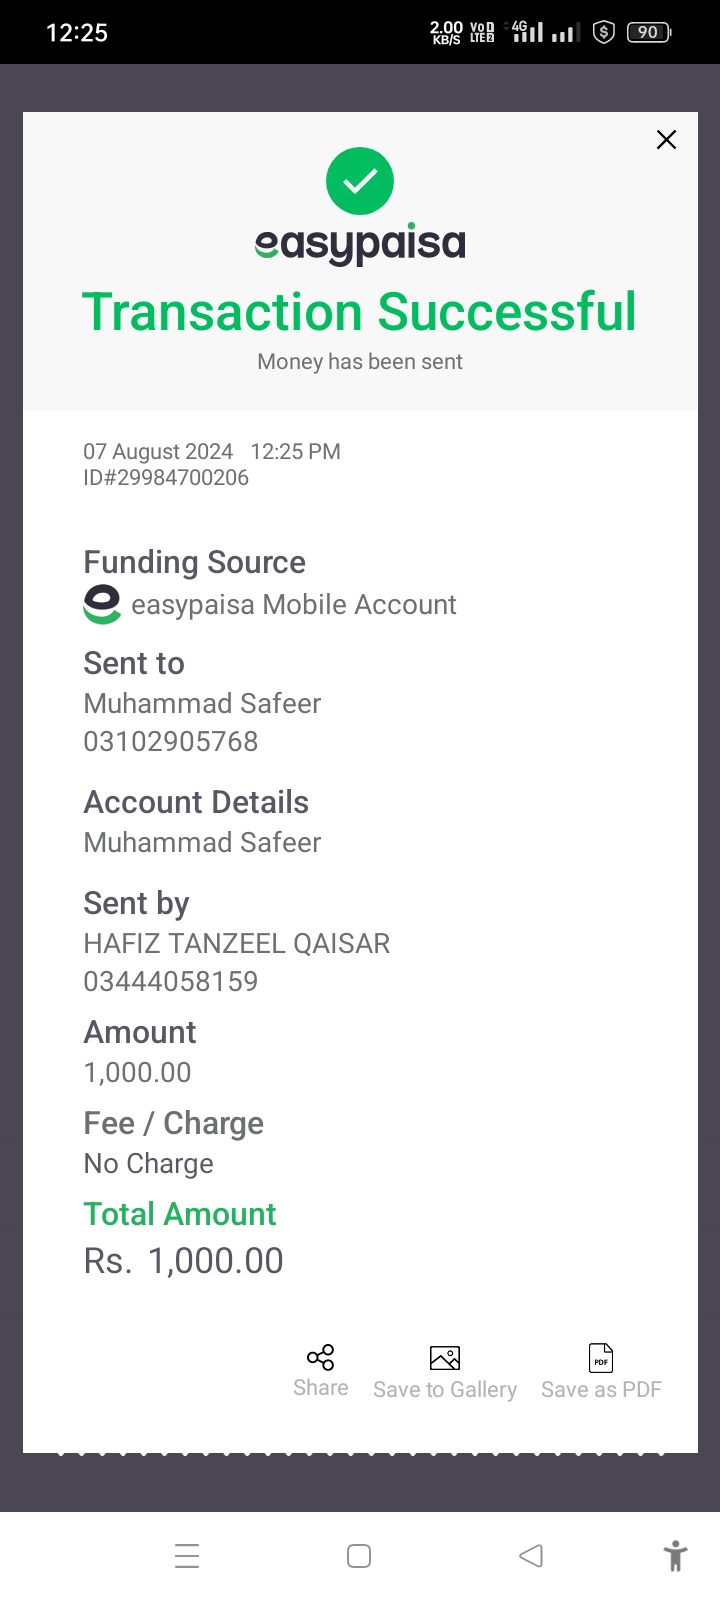 12:25
2.00 KB/S VoD LTE2 4G 90
easypaisa
Transaction Successful
Money has been sent
07 August 2024 12:25 PM
ID#29984700206
Funding Source
easypaisa Mobile Account
Sent to
Muhammad Safeer
03102905768
Account Details
Muhammad Safeer
Sent by
HAFIZ TANZEEL QAISAR
03444058159
Amount
1,000.00
Fee / Charge
No Charge
Total Amount
Rs. 1,000.00
PDF
Share Save to Gallery Save as PDF